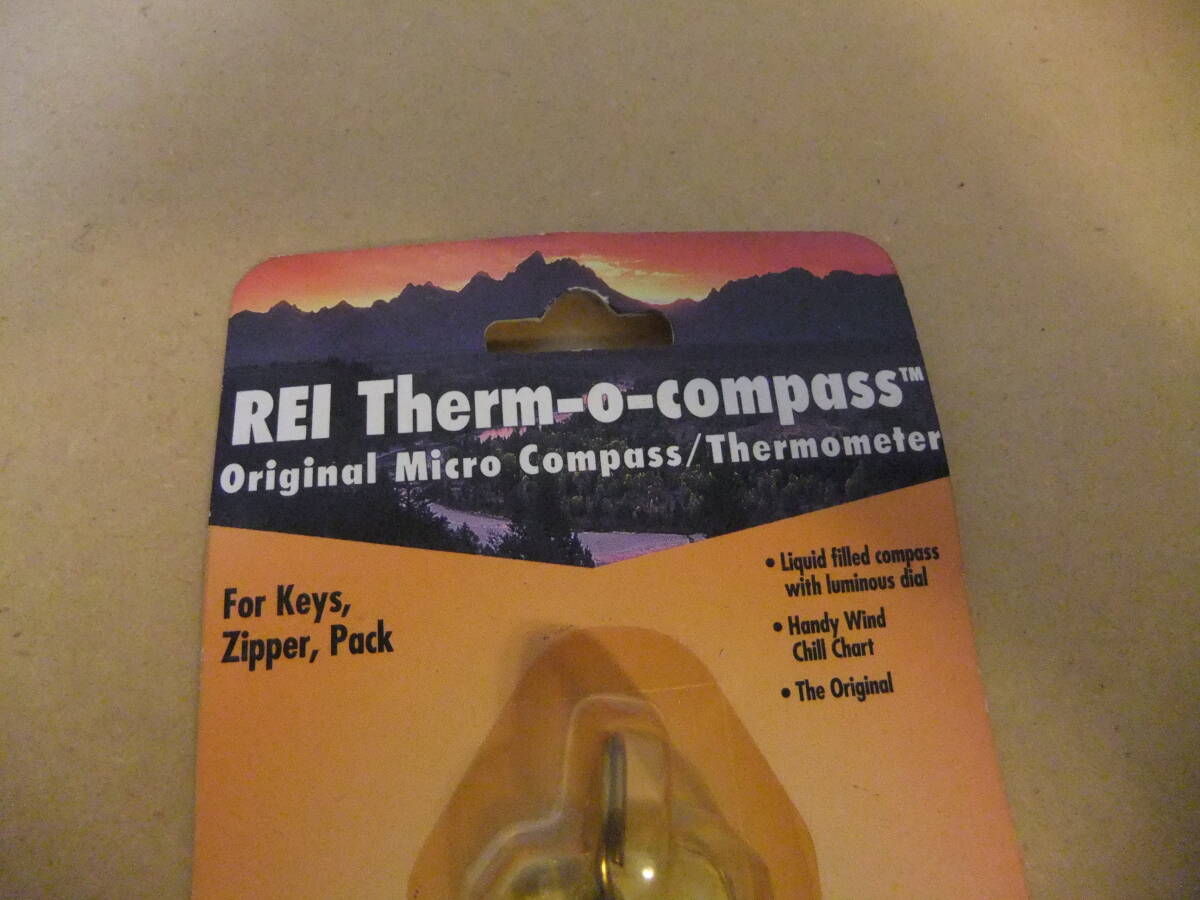 REI Therm-o-compass™
Original Micro Compass/Thermometer
For Keys,
Zipper, Pack
• Liquid filled compass
with luminous dial
• Handy Wind
Chill Chart
• The Original